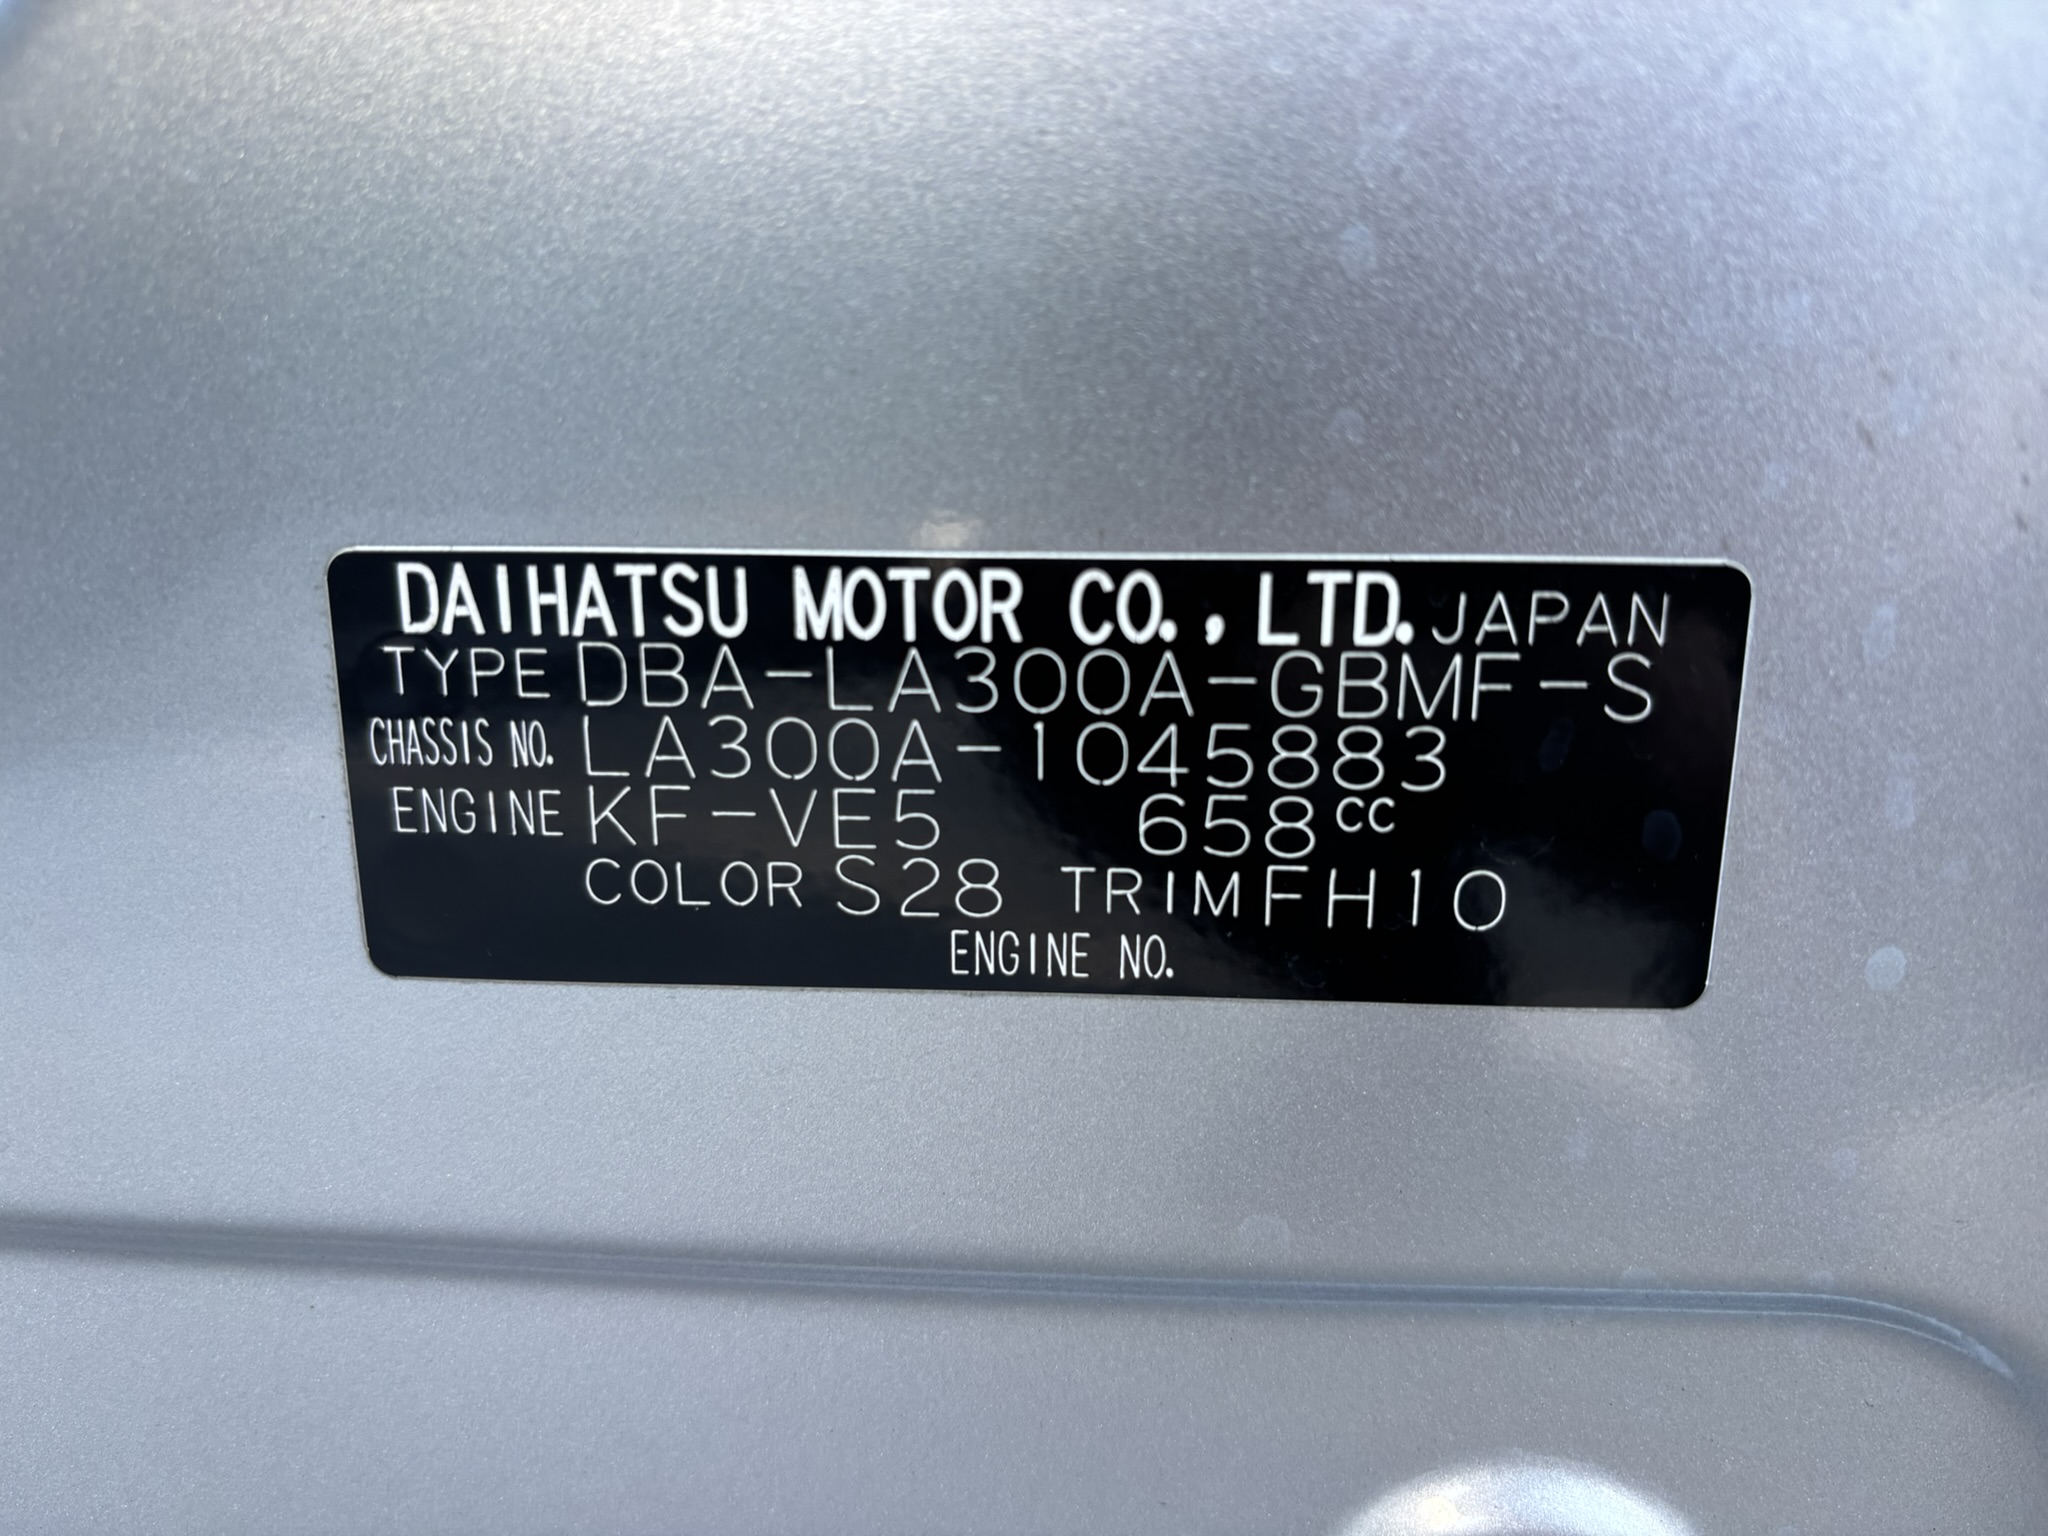 DAIHATSU MOTOR CO., LTD. JAPAN
TYPE DBA-LA300A-GBMF-S
CHASSIS NO. LA300A-1045883
ENGINE KF-VE5 658cc
COLOR S28 TRIM FH10
ENGINE NO.